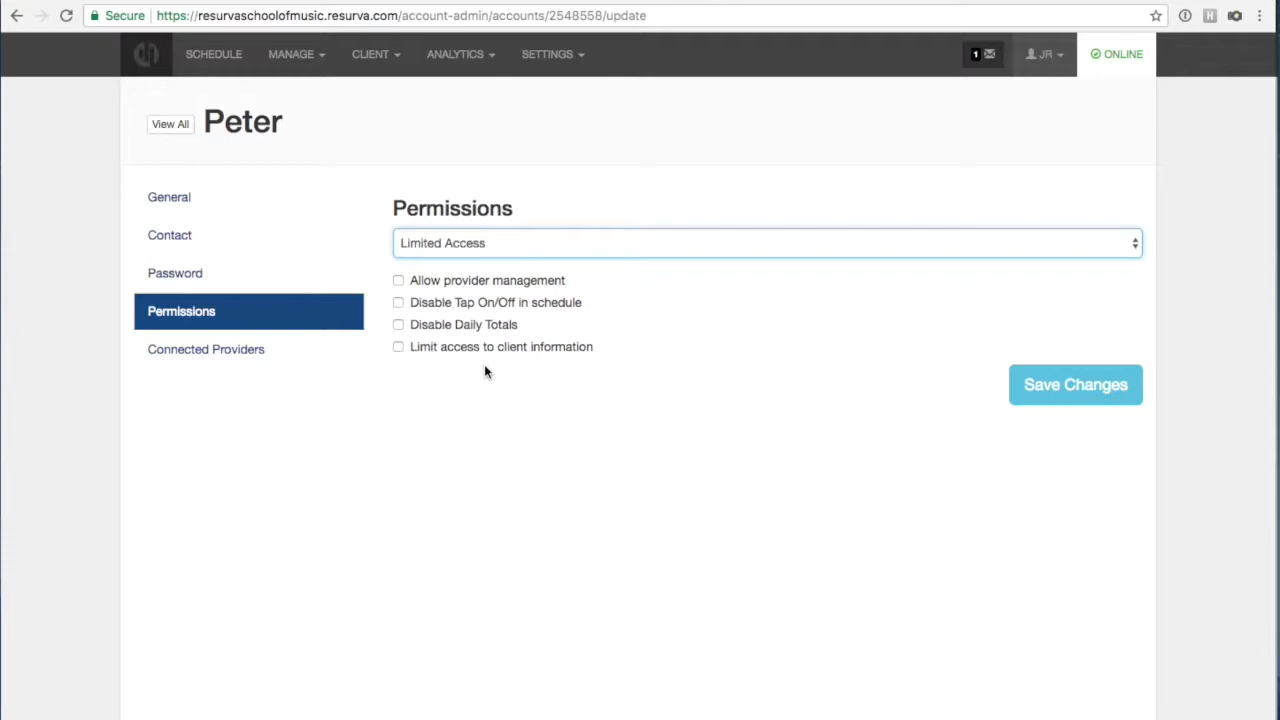 Secure
https://resurvaschoolofmusic.resurva.com/account-admin/accounts/2548558/update
SCHEDULE MANAGE CLIENT ANALYTICS SETTINGS 1 JR ONLINE
View All Peter
General
Contact
Password
Permissions
Connected Providers
Permissions
Limited Access
Allow provider management
Disable Tap On/Off in schedule
Disable Daily Totals
Limit access to client information
Save Changes